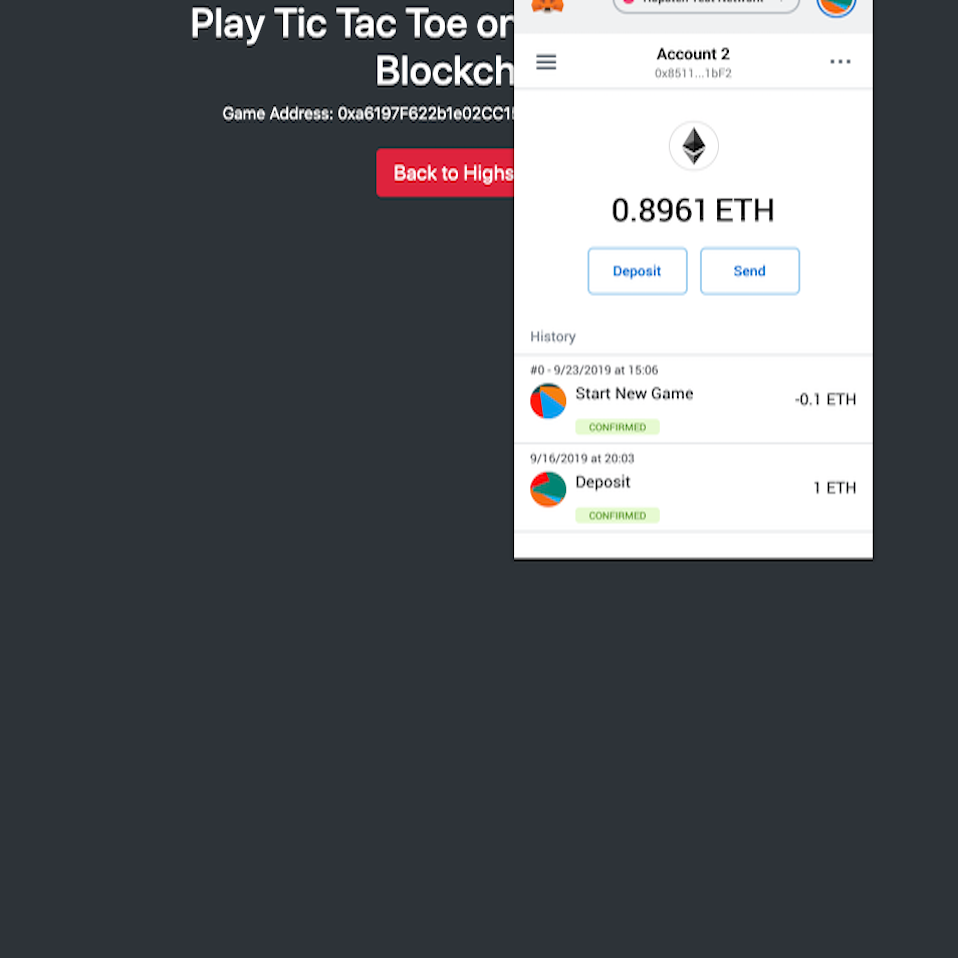 Play Tic Tac Toe or
Blockch
Game Address: 0xa6197F622b1e02CC1
Back to Highs
Account 2
0x8511...1bF2
0.8961 ETH
Deposit
Send
History
#0 - 9/23/2019 at 15:06
Start New Game
-0.1 ETH
CONFIRMED
9/16/2019 at 20:03
Deposit
1 ETH
CONFIRMED